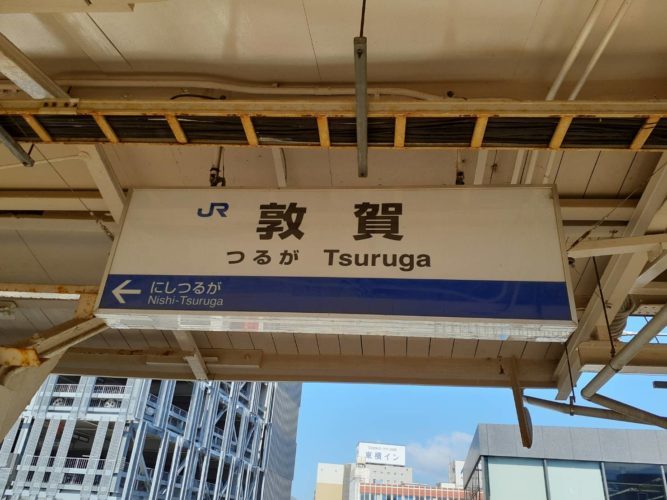 JR 敦賀
つるが Tsuruga
← にしつるが
Nishi-Tsuruga
東横イン